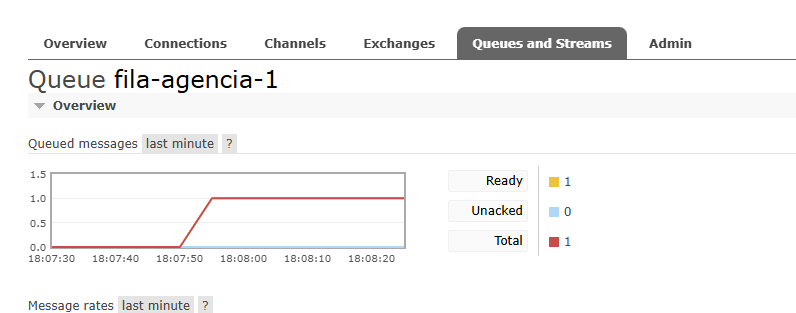 Overview Connections Channels Exchanges Queues and Streams Admin
Queue fila-agencia-1
Overview
Queued messages last minute ?
1.5
1.0
0.5
0.0
18:07:30 18:07:40 18:07:50 18:08:00 18:08:10 18:08:20
Ready 1
Unacked 0
Total 1
Message rates last minute ?